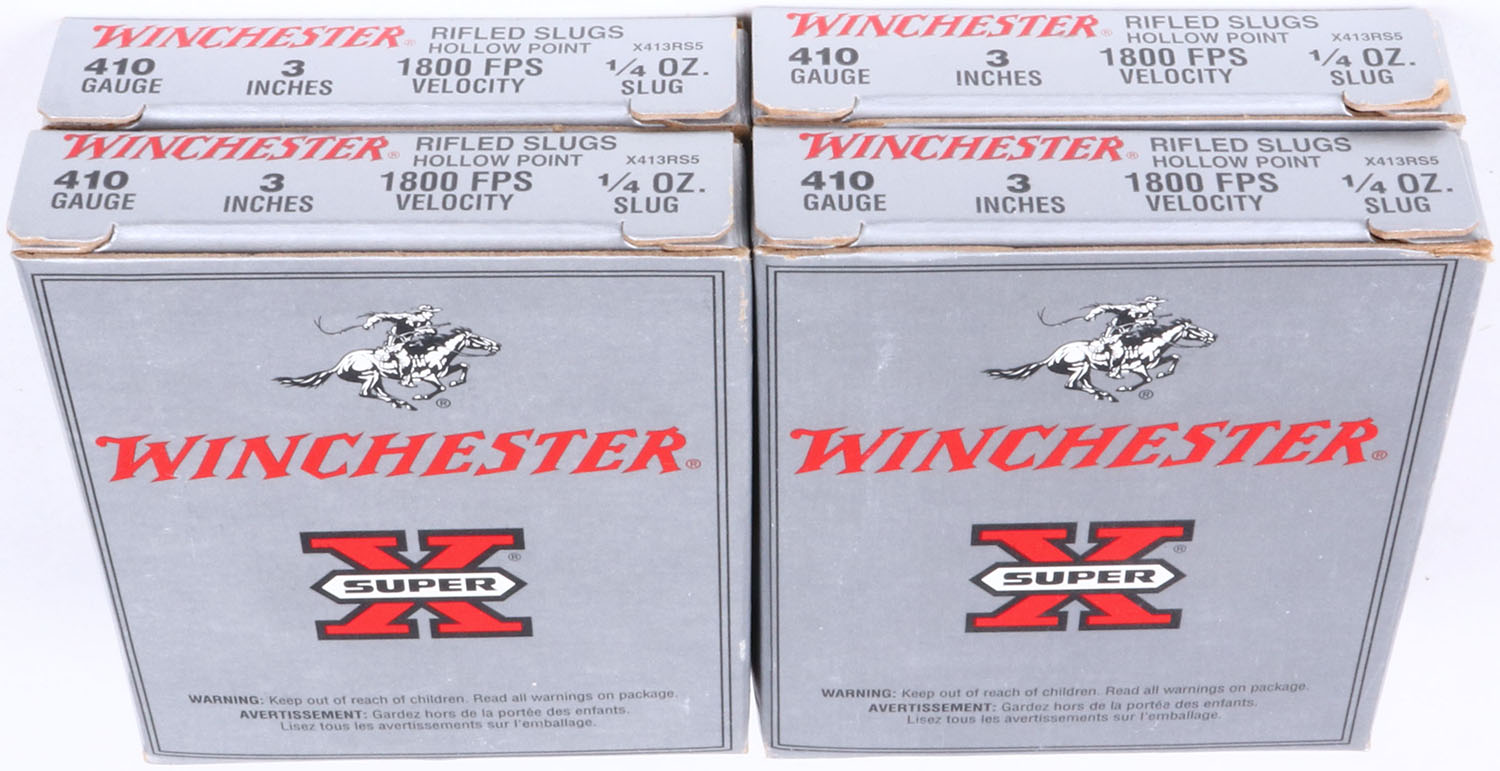 WINCHESTER® RIFLED SLUGS
HOLLOW POINT X413RS5
410 3 1800 FPS 1/4 OZ.
GAUGE INCHES VELOCITY SLUG
WINCHESTER® RIFLED SLUGS
HOLLOW POINT X413RS5
410 3 1800 FPS 1/4 OZ.
GAUGE INCHES VELOCITY SLUG
WINCHESTER® RIFLED SLUGS
HOLLOW POINT X413RS5
410 3 1800 FPS 1/4 OZ.
GAUGE INCHES VELOCITY SLUG
WINCHESTER® RIFLED SLUGS
HOLLOW POINT X413RS5
410 3 1800 FPS 1/4 OZ.
GAUGE INCHES VELOCITY SLUG
®
WINCHESTER®
SUPER X®
WARNING: Keep out of reach of children. Read all warnings on package.
AVERTISSEMENT: Gardez hors de la portée des enfants.
Lisez tous les avertissements sur l'emballage.
®
WINCHESTER®
SUPER X®
WARNING: Keep out of reach of children. Read all warnings on package.
AVERTISSEMENT: Gardez hors de la portée des enfants.
Lisez tous les avertissements sur l'emballage.